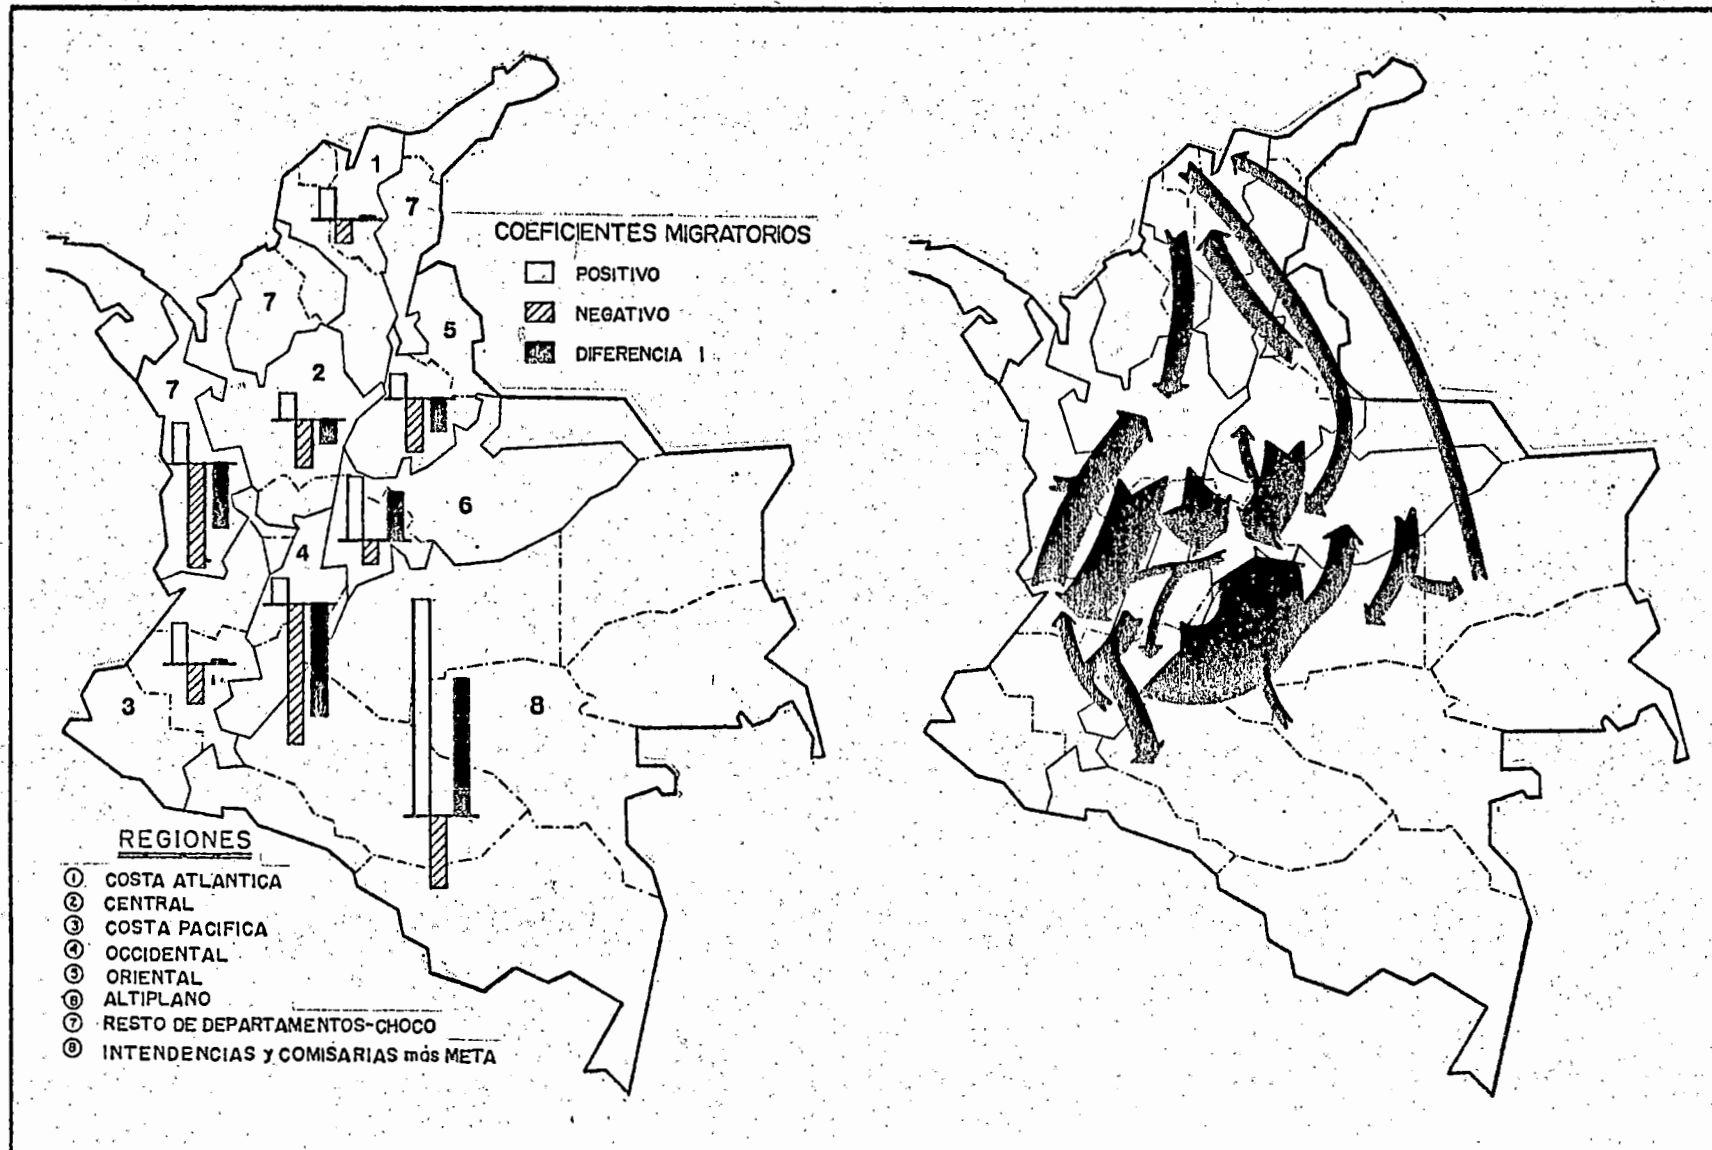 1
7
COEFICIENTES MIGRATORIOS
POSITIVO
NEGATIVO
DIFERENCIA 1
7
5
2
7
6
4
3
8
REGIONES
① COSTA ATLANTICA
② CENTRAL
③ COSTA PACIFICA
④ OCCIDENTAL
⑤ ORIENTAL
⑥ ALTIPLANO
⑦ RESTO DE DEPARTAMENTOS-CHOCO
⑧ INTENDENCIAS y COMISARIAS más META